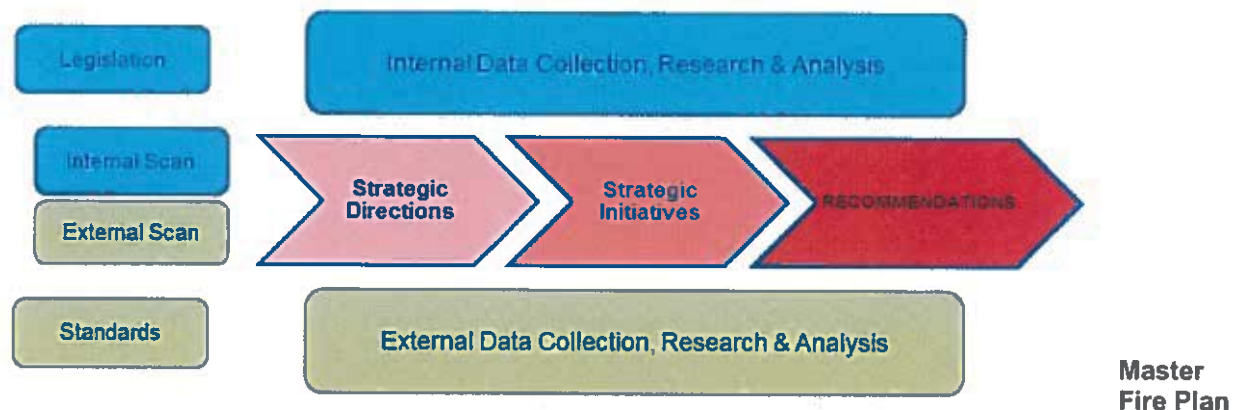 Legislation
Internal Data Collection, Research & Analysis
Internal Scan
External Scan
Strategic
Directions
Strategic
Initiatives
RECOMMENDATIONS
Standards
External Data Collection, Research & Analysis
Master
Fire Plan